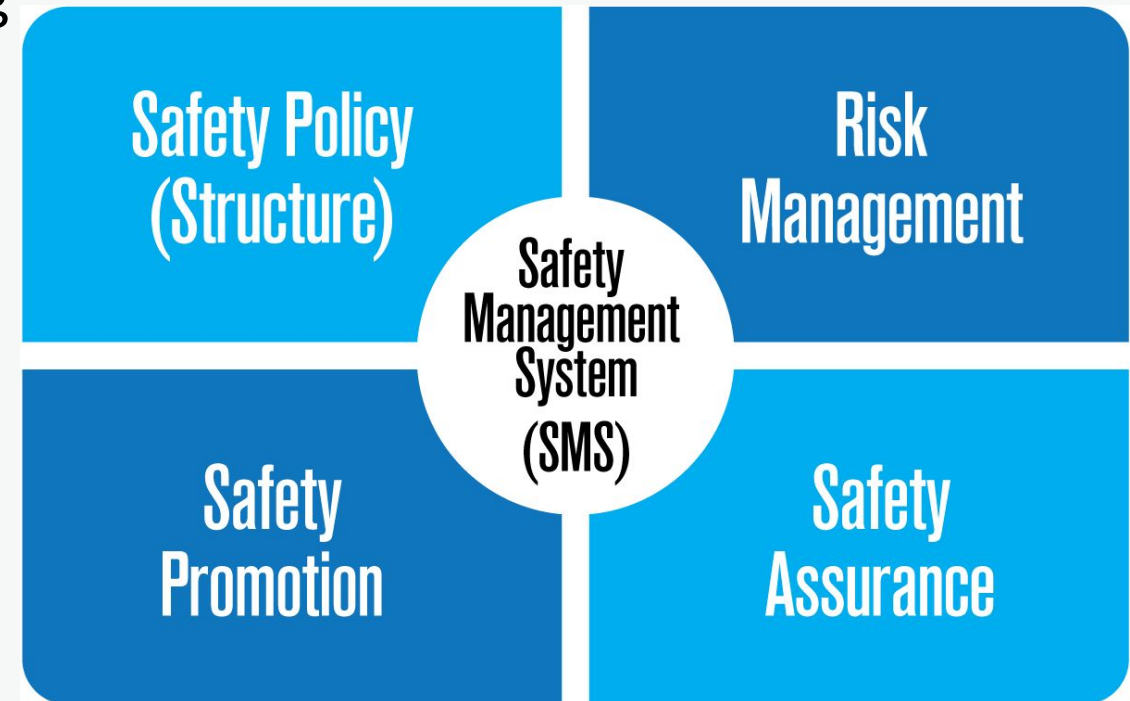 Safety Policy
(Structure)
Risk
Management
Safety
Management
System
(SMS)
Safety
Promotion
Safety
Assurance